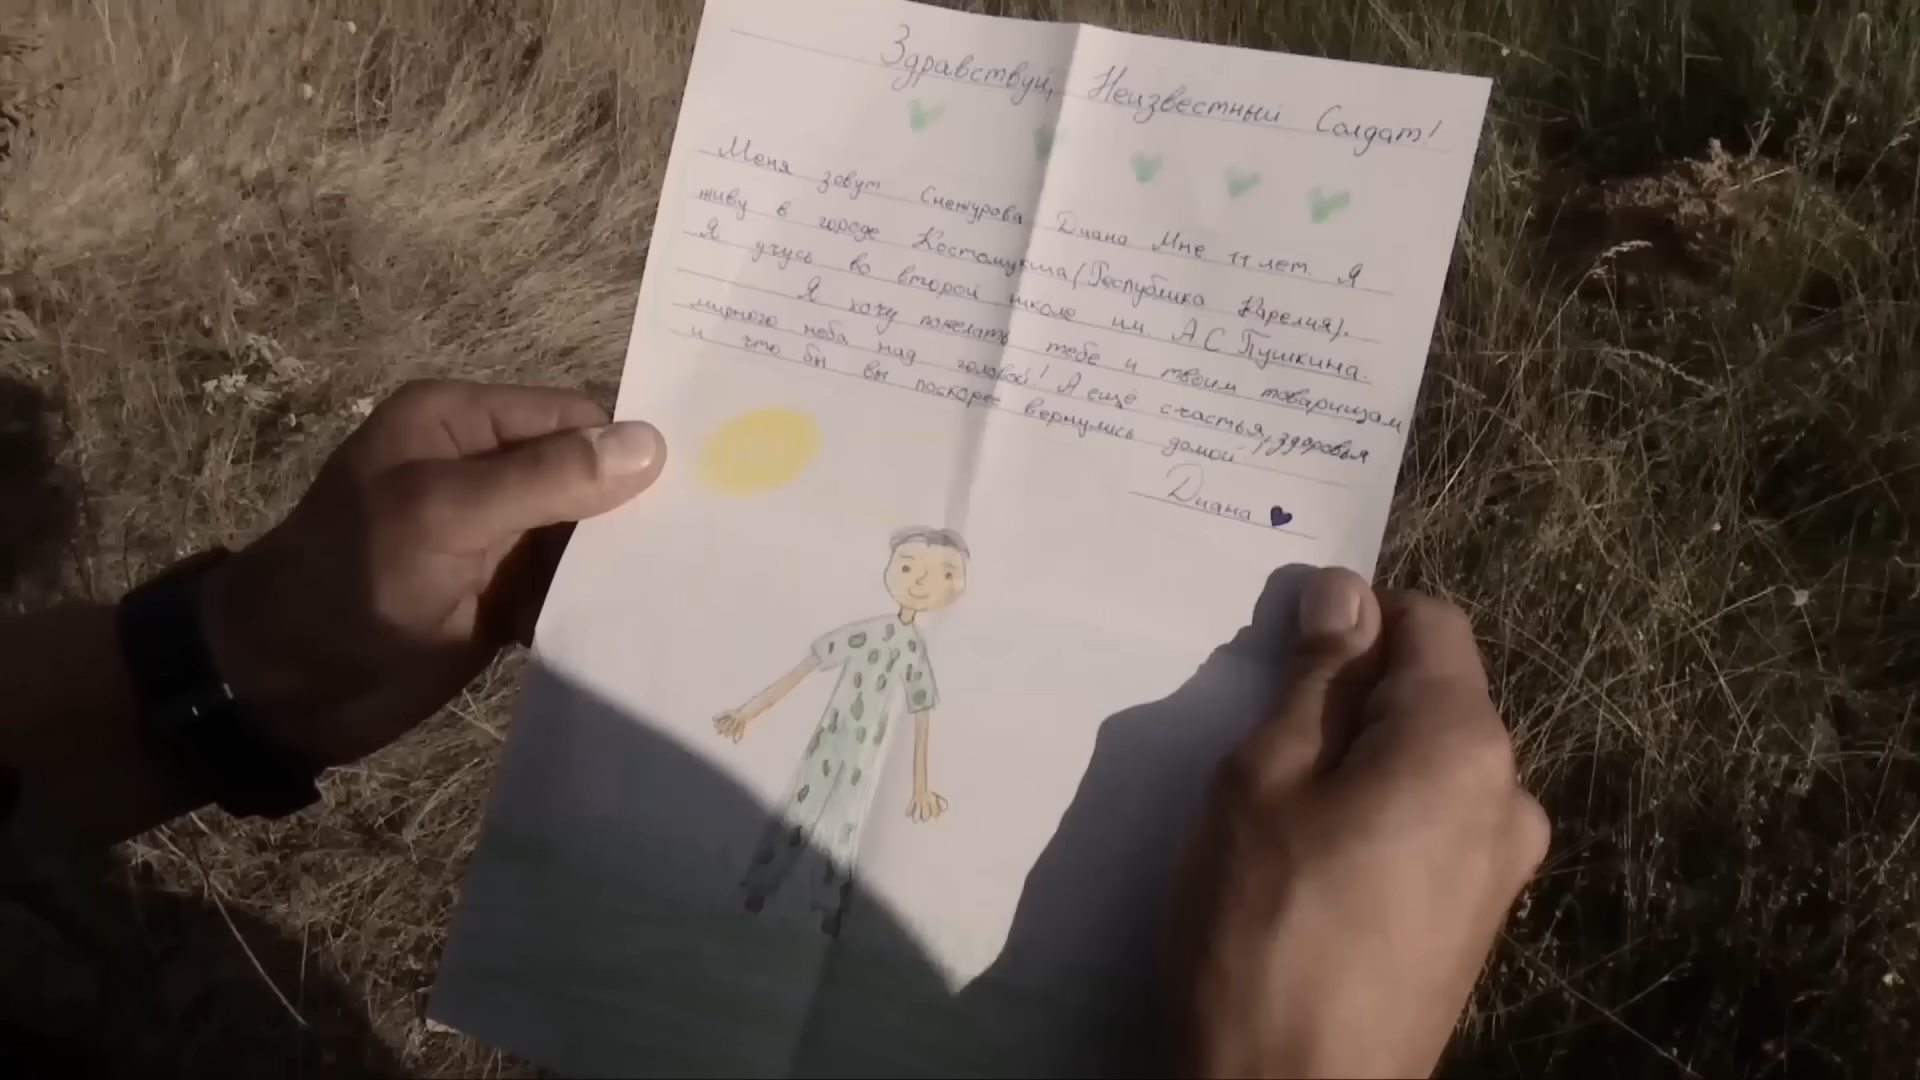 Здравствуй, Неизвестный Солдат!
Меня зовут Снежурова Диана Мне 11 лет. Я
живу в городе Костомукша (Республика Карелия).
Я учусь во второй школе им. А С Пушкина.
Я хочу пожелать тебе и твоим товарищам
мирного неба над головой! А ещё счастья, здоровья
и что бы вы поскорее вернулись домой
Диана